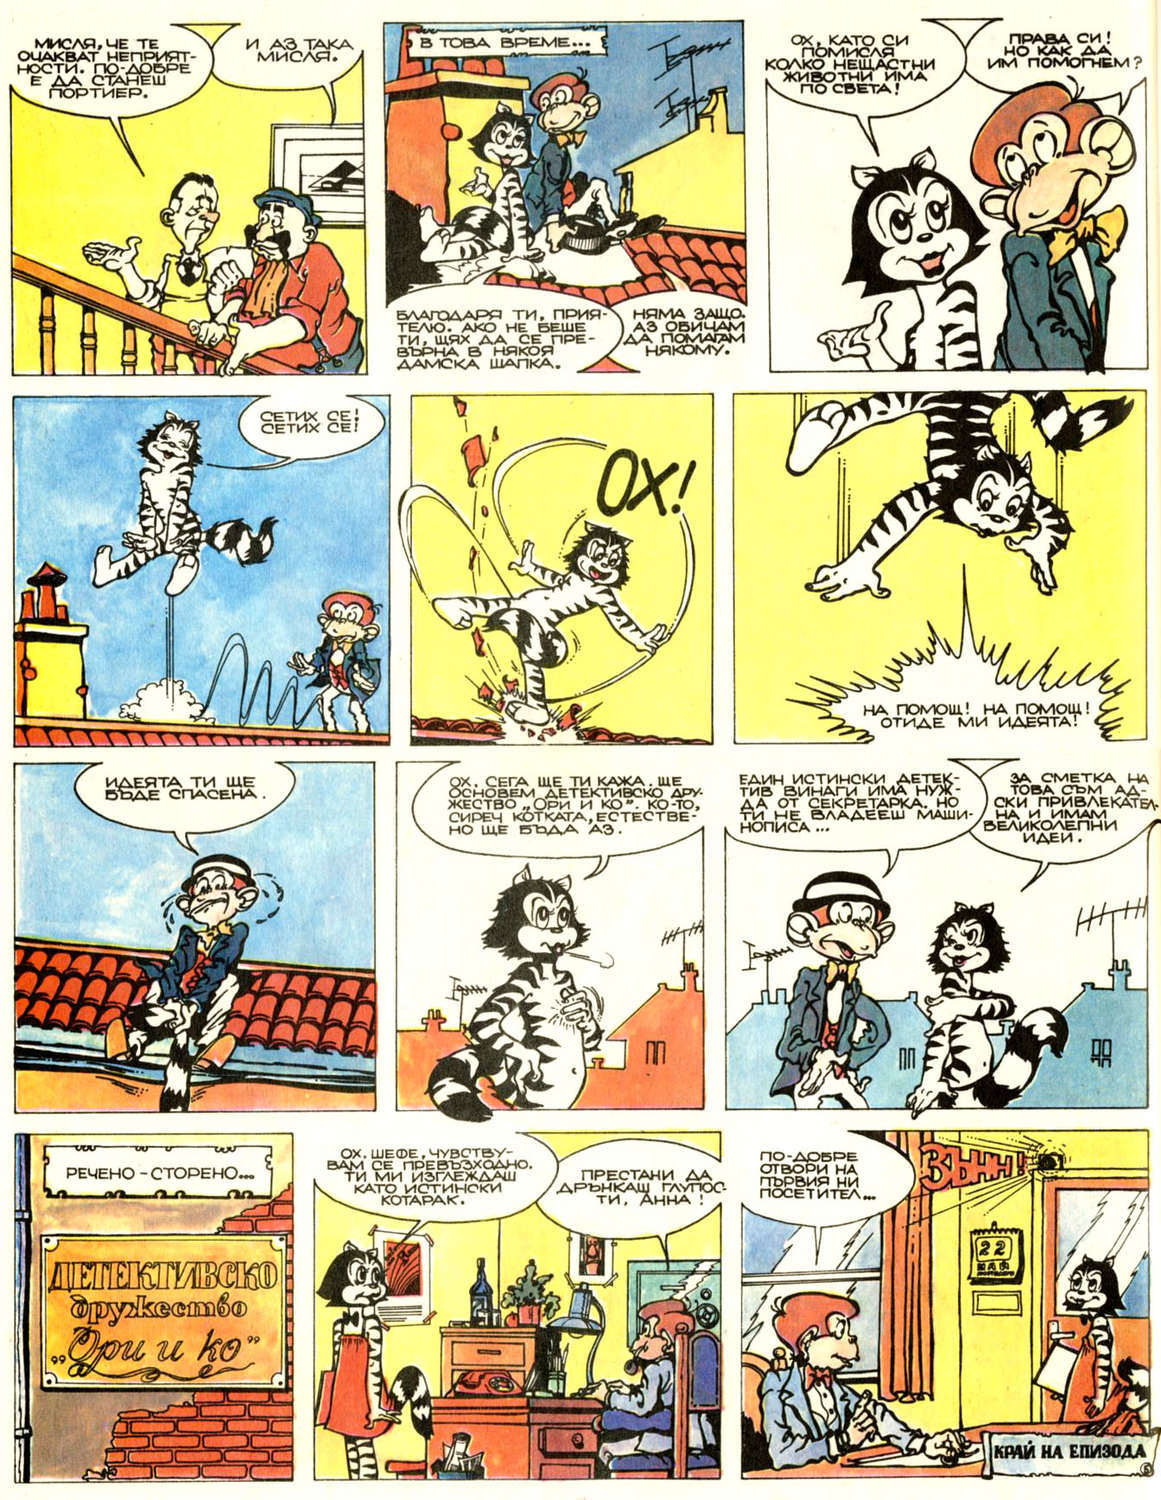 МИСЛЯ, ЧЕ ТЕ
ОЧАКВАТ НЕПРИЯТ-
НОСТИ. ПО-ДОБРЕ
Е ДА СТАНЕШ
ПОРТИЕР.
И АЗ ТАКА
МИСЛЯ.
В ТОВА ВРЕМЕ...
БЛАГОДАРЯ ТИ, ПРИЯ-
ТЕЛЮ. АКО НЕ БЕШЕ
ТИ, ЩЯХ ДА СЕ ПРЕ-
ВЪРНА В НЯКОЯ
ДАМСКА ШАПКА.
НЯМА ЗАЩО.
АЗ ОБИЧАМ
ДА ПОМАГАМ
НЯКОМУ.
ОХ, КАТО СИ
ПОМИСЛЯ
КОЛКО НЕЩАСТНИ
ЖИВОТНИ ИМА
ПО СВЕТА!
ПРАВА СИ!
НО КАК ДА
ИМ ПОМОГНЕМ?
СЕТИХ СЕ!
СЕТИХ СЕ!
ОХ!
НА ПОМОЩ! НА ПОМОЩ!
ОТИДЕ МИ ИДЕЯТА!
ИДЕЯТА ТИ ЩЕ
БЪДЕ СПАСЕНА.
ОХ, СЕГА ЩЕ ТИ КАЖА. ЩЕ
ОСНОВЕМ ДЕТЕКТИВСКО ДРУ-
ЖЕСТВО „ОРИ И КО". КО-ТО,
СИРЕЧ КОТКАТА, ЕСТЕСТВЕ-
НО ЩЕ БЪДА АЗ.
ЕДИН ИСТИНСКИ ДЕТЕК-
ТИВ ВИНАГИ ИМА НУЖ-
ДА ОТ СЕКРЕТАРКА. НО
ТИ НЕ ВЛАДЕЕШ МАШИ-
НОПИСА...
ЗА СМЕТКА НА
ТОВА СЪМ АД-
СКИ ПРИВЛЕКАТЕЛ-
НА И ИМАМ
ВЕЛИКОЛЕПНИ
ИДЕИ.
РЕЧЕНО-СТОРЕНО...
ДЕТЕКТИВСКО
дружество
„Ори и ко"
ОХ, ШЕФЕ, ЧУВСТВУ-
ВАМ СЕ ПРЕВЪЗХОДНО.
ТИ МИ ИЗГЛЕЖДАШ
КАТО ИСТИНСКИ
КОТАРАК.
ПРЕСТАНИ ДА
ДРЪНКАШ ГЛУПОС-
ТИ, АННА!
ПО-ДОБРЕ
ОТВОРИ НА
ПЪРВИЯ НИ
ПОСЕТИТЕЛ...
ЗЪНН!
22
МАЙ
КРАЙ НА ЕПИЗОДА
5